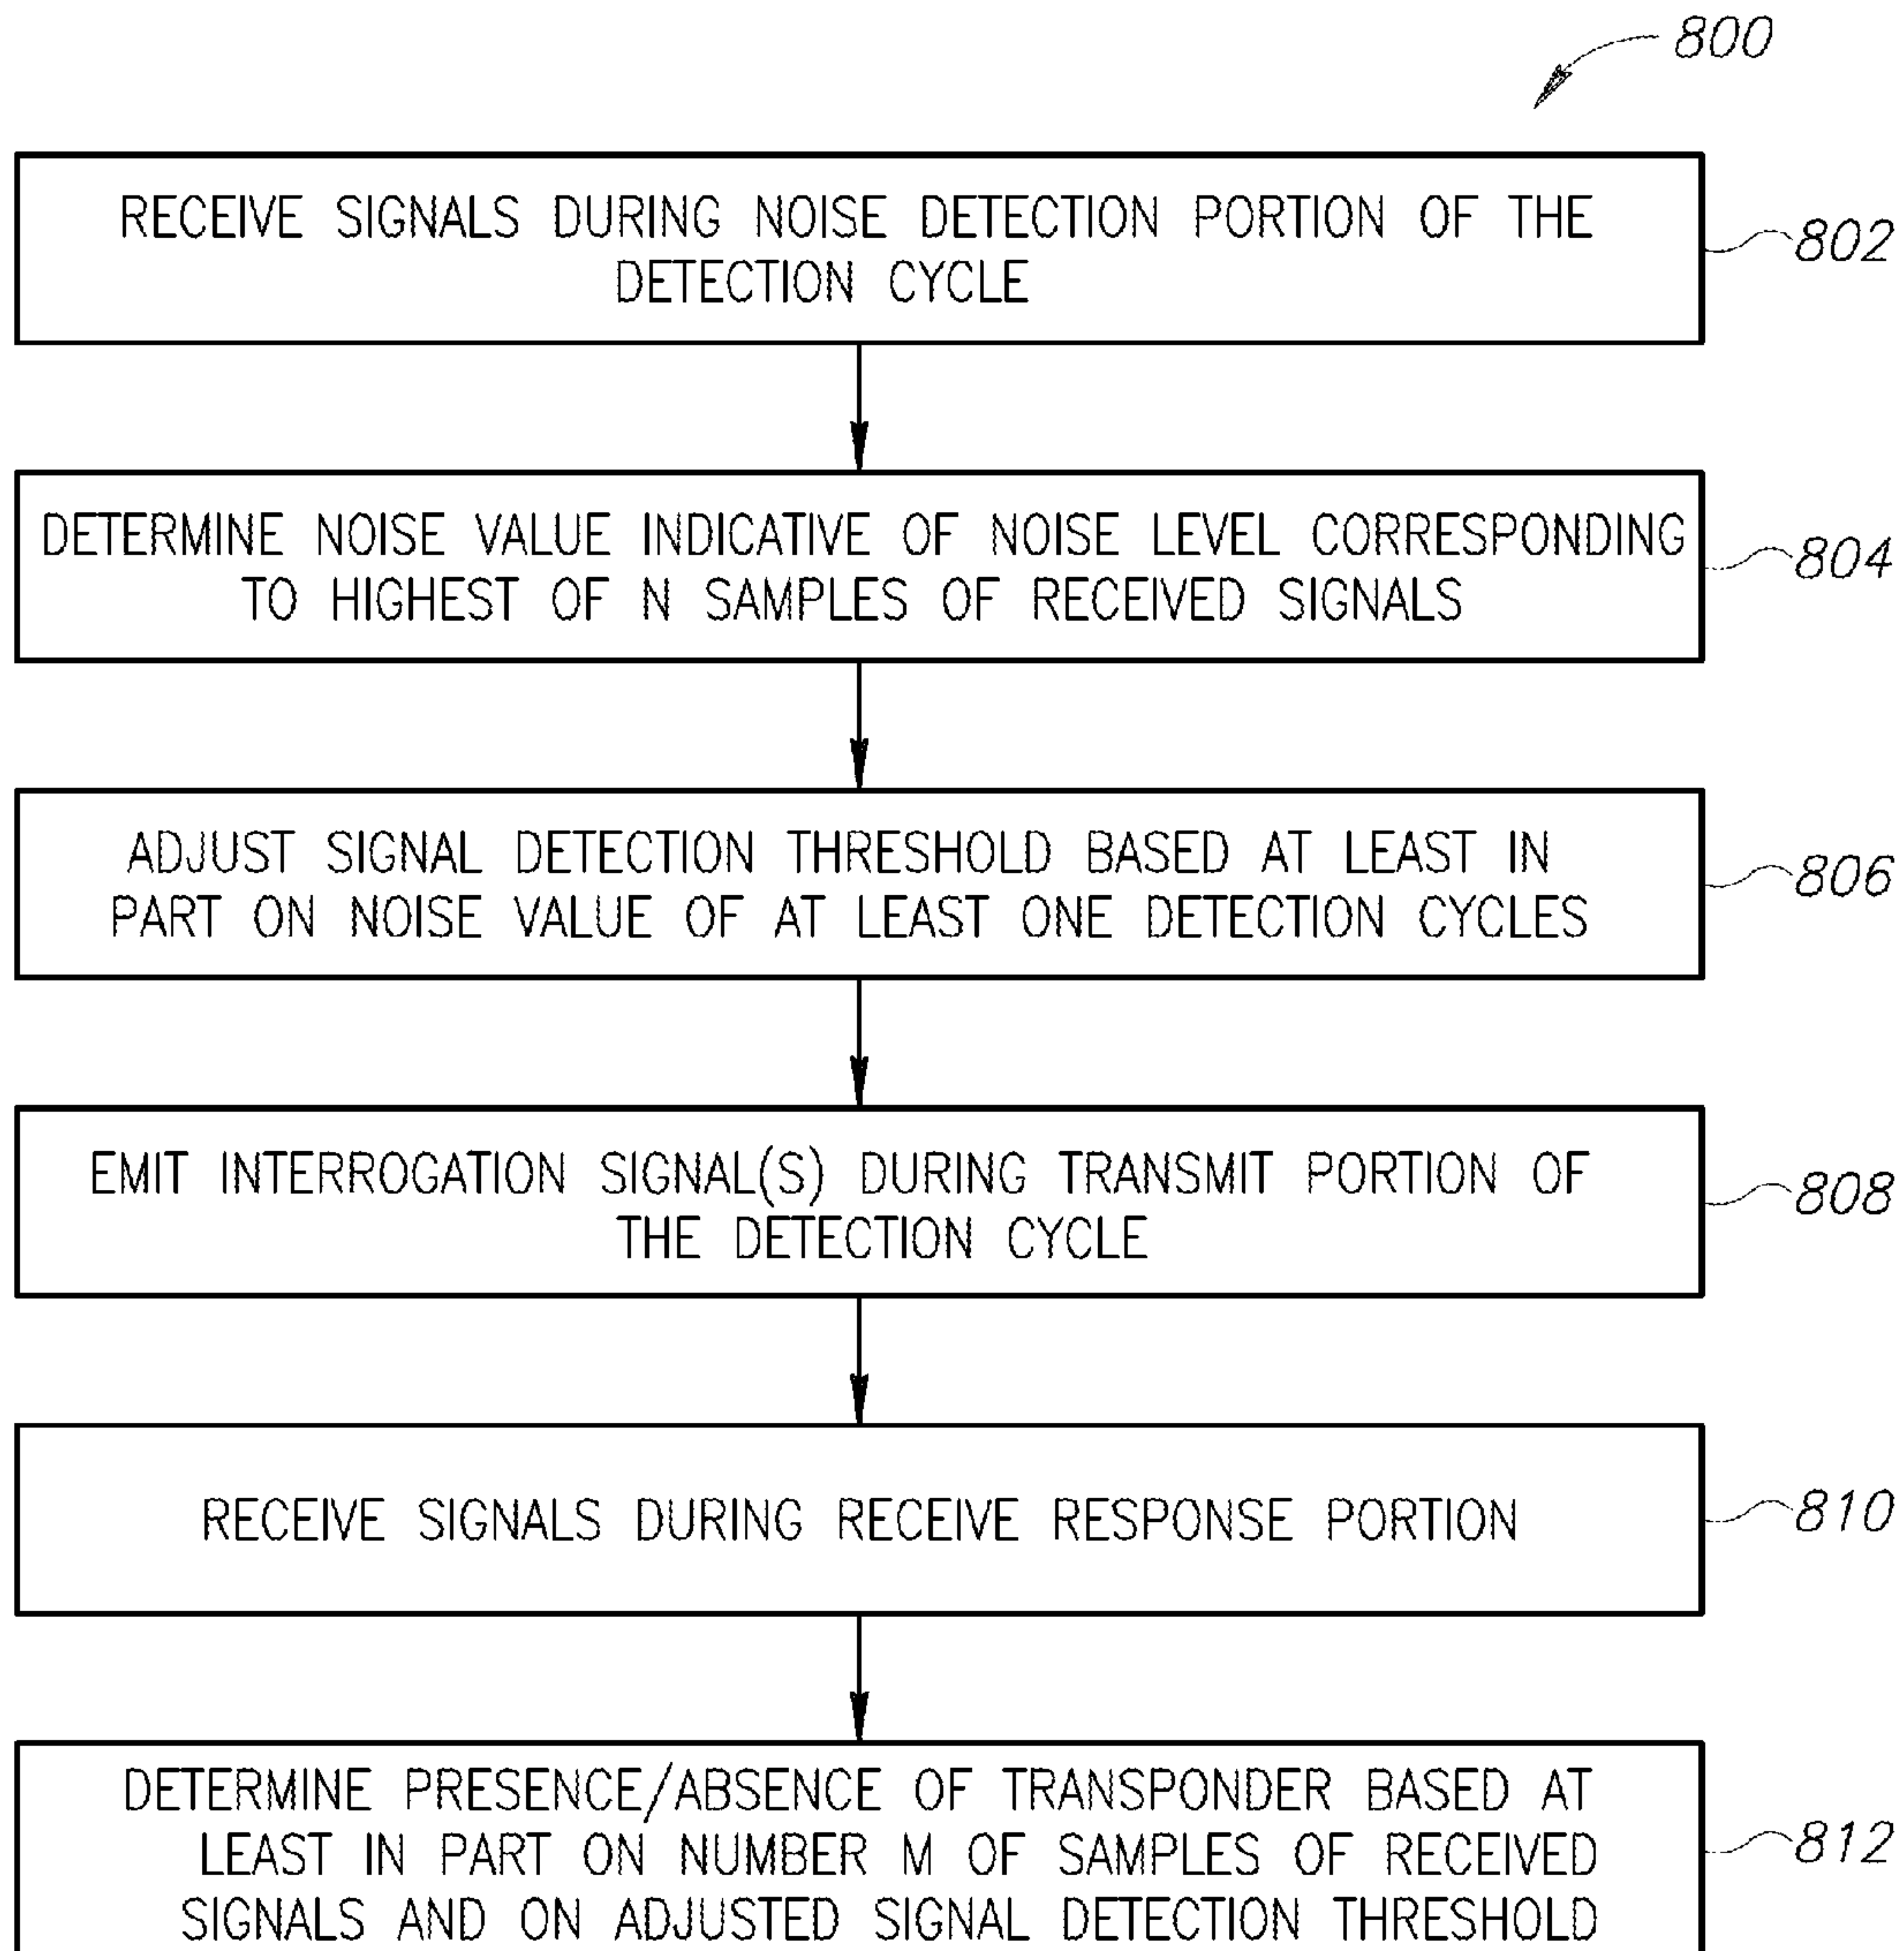 800
RECEIVE SIGNALS DURING NOISE DETECTION PORTION OF THE
DETECTION CYCLE
802
DETERMINE NOISE VALUE INDICATIVE OF NOISE LEVEL CORRESPONDING
TO HIGHEST OF N SAMPLES OF RECEIVED SIGNALS
804
ADJUST SIGNAL DETECTION THRESHOLD BASED AT LEAST IN
PART ON NOISE VALUE OF AT LEAST ONE DETECTION CYCLES
806
EMIT INTERROGATION SIGNAL(S) DURING TRANSMIT PORTION OF
THE DETECTION CYCLE
808
RECEIVE SIGNALS DURING RECEIVE RESPONSE PORTION
810
DETERMINE PRESENCE/ABSENCE OF TRANSPONDER BASED AT
LEAST IN PART ON NUMBER M OF SAMPLES OF RECEIVED
SIGNALS AND ON ADJUSTED SIGNAL DETECTION THRESHOLD
812